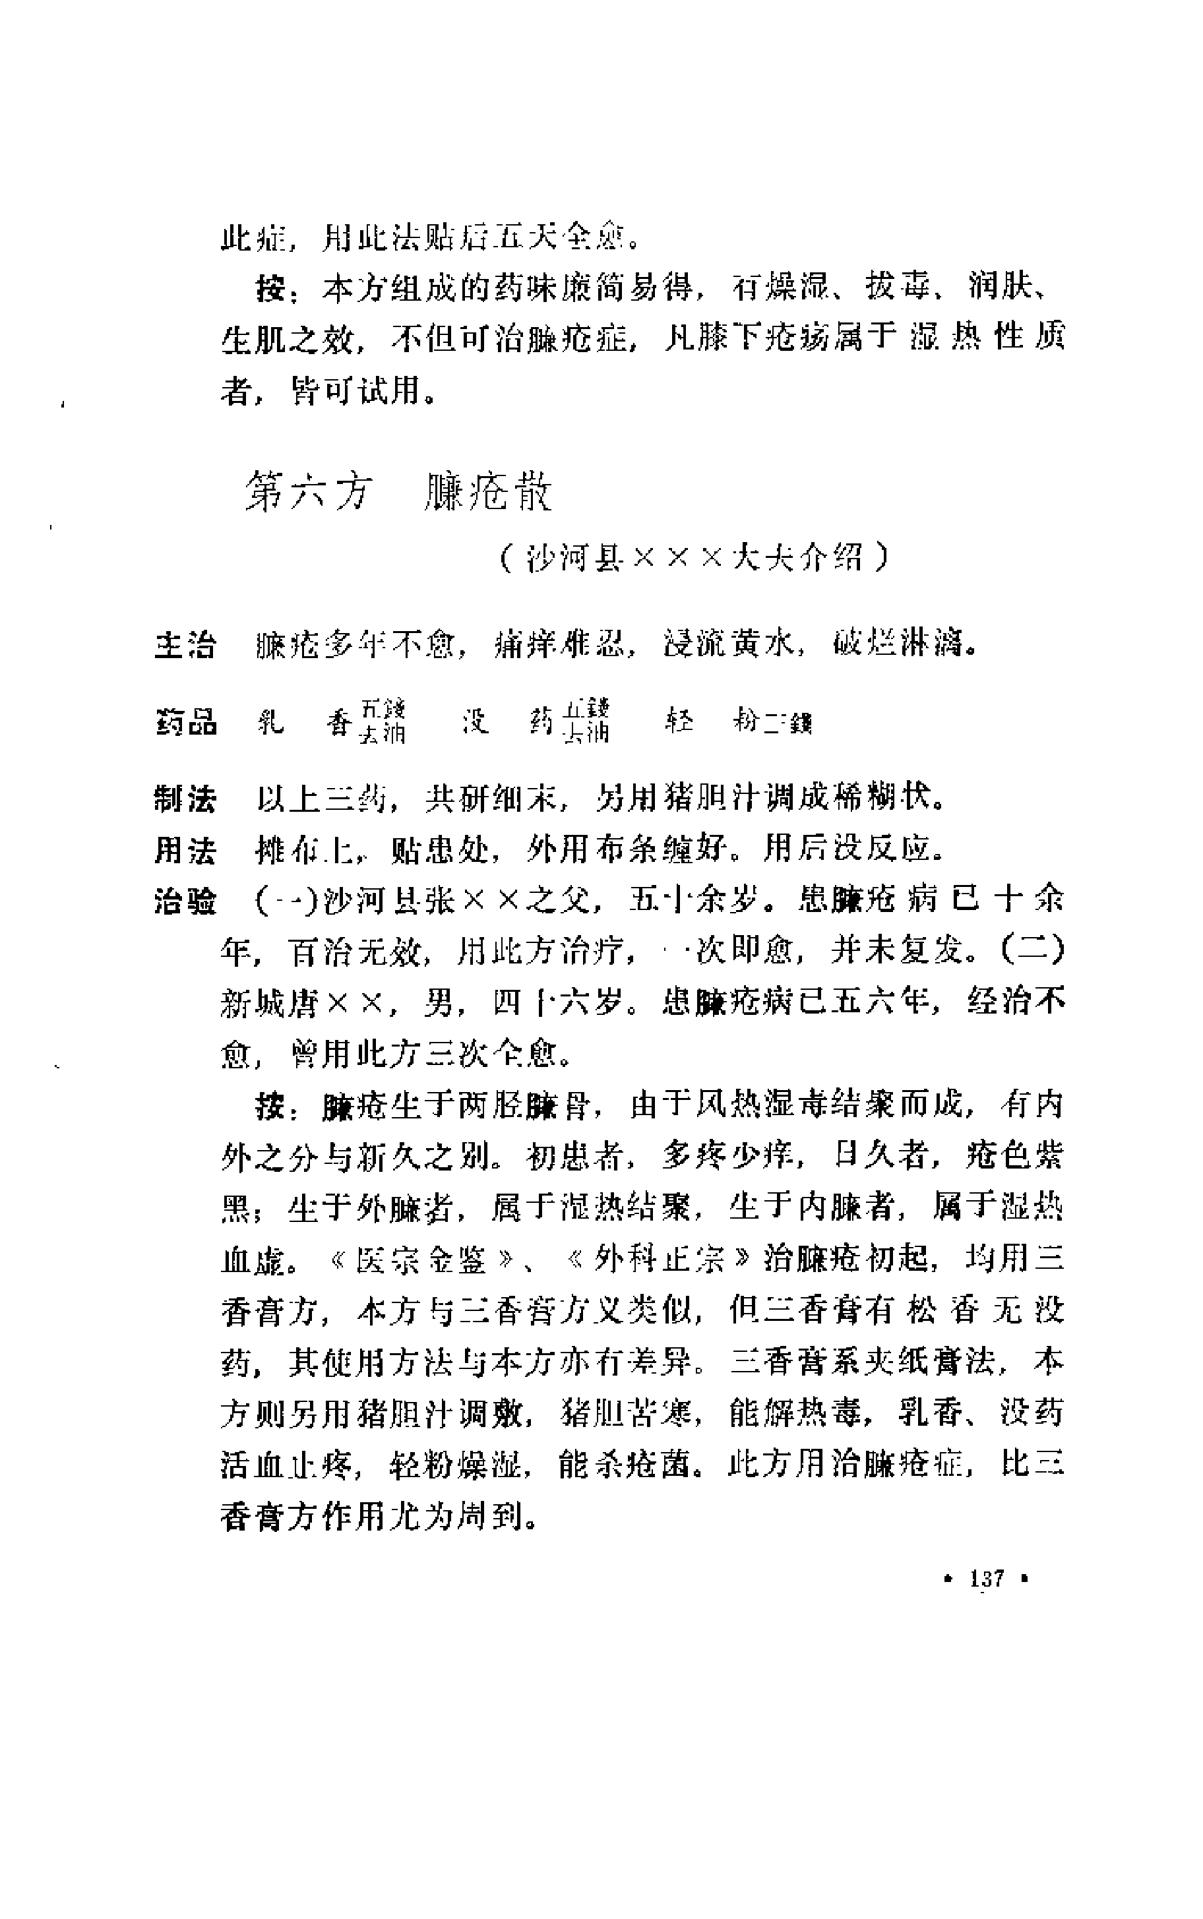 此症，用此法贴后五天全愈。
按：本方组成的药味廉简易得，有燥湿、拔毒、润肤、
生肌之效，不但可治臁疮症，凡膝下疮疡属于湿热性质
者，皆可试用。
第六方　臁疮散
（沙河县×××大夫介绍）
主治　臁疮多年不愈，痛痒难忍，浸流黄水，破烂淋漓。
药品　乳　香五錢去油　没　药五錢去油　轻　粉二錢
制法　以上三药，共研细末，另用猪胆汁调成稀糊状。
用法　摊布上，贴患处，外用布条缠好。用后没反应。
治验　(一)沙河县张××之父，五十余岁。患臁疮病已十余
年，百治无效，用此方治疗，一次即愈，并未复发。(二)
新城唐××，男，四十六岁。患臁疮病已五六年，经治不
愈，曾用此方三次全愈。
按：臁疮生于两胫臁骨，由于风热湿毒结聚而成，有内
外之分与新久之别。初患者，多疼少痒，日久者，疮色紫
黑；生于外臁者，属于湿热结聚，生于内臁者，属于湿热
血虚。《医宗金鉴》、《外科正宗》治臁疮初起，均用三
香膏方，本方与三香膏方义类似，但三香膏有松香无没
药，其使用方法与本方亦有差异。三香膏系夹纸膏法，本
方则另用猪胆汁调敷，猪胆苦寒，能解热毒，乳香、没药
活血止疼，轻粉燥湿，能杀疮菌。此方用治臁疮症，比三
香膏方作用尤为周到。
• 137 •